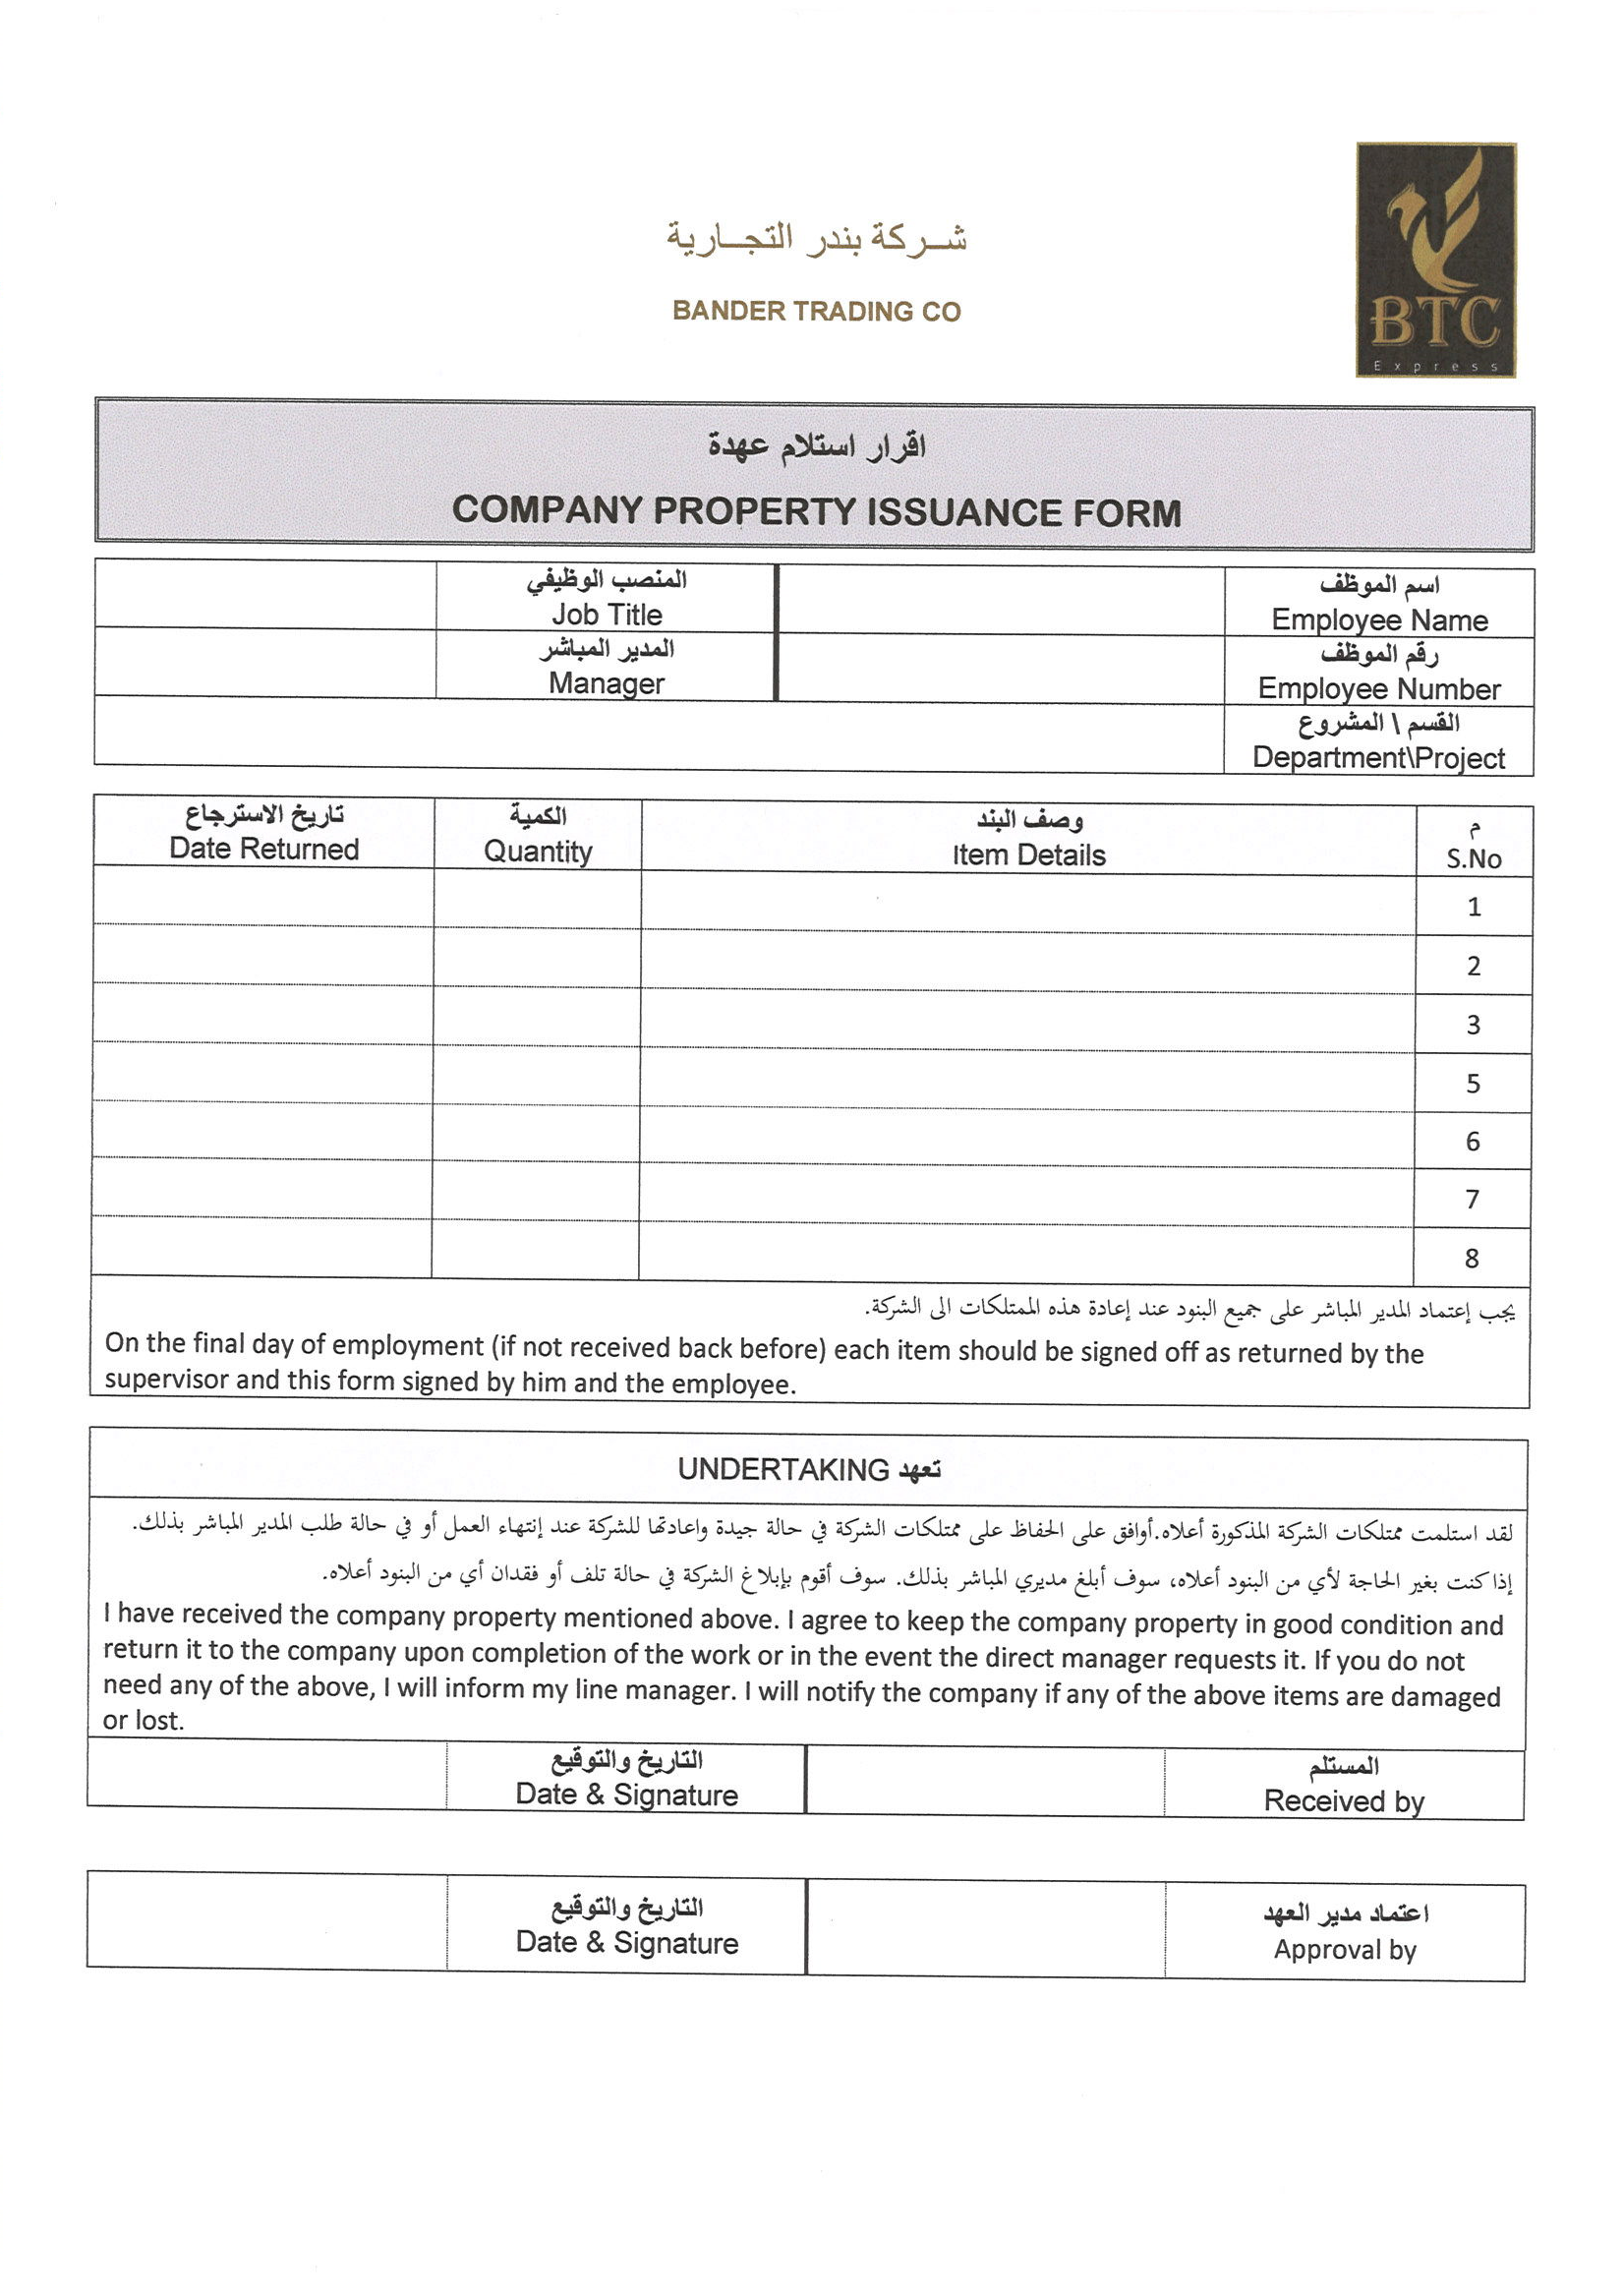 شــركة بندر التجــارية
BANDER TRADING CO
BTC
Express
اقرار استلام عهدة
COMPANY PROPERTY ISSUANCE FORM
اسم الموظف
Employee Name
المنصب الوظيفي
Job Title
رقم الموظف
Employee Number
المدير المباشر
Manager
القسم \ المشروع
Department\Project
م
S.No
وصف البند
Item Details
الكمية
Quantity
تاريخ الاسترجاع
Date Returned
1
2
3
5
6
7
8
يجب إعتماد المدير المباشر على جميع البنود عند إعادة هذه الممتلكات الى الشركة.
On the final day of employment (if not received back before) each item should be signed off as returned by the
supervisor and this form signed by him and the employee.
تعهد UNDERTAKING
لقد استلمت ممتلكات الشركة المذكورة أعلاه.أوافق على الحفاظ على ممتلكات الشركة في حالة جيدة واعادتها للشركة عند إنتهاء العمل أو في حالة طلب المدير المباشر بذلك.
إذا كنت بغير الحاجة لأي من البنود أعلاه، سوف أبلغ مديري المباشر بذلك. سوف أقوم بإبلاغ الشركة في حالة تلف أو فقدان أي من البنود أعلاه.
I have received the company property mentioned above. I agree to keep the company property in good condition and
return it to the company upon completion of the work or in the event the direct manager requests it. If you do not
need any of the above, I will inform my line manager. I will notify the company if any of the above items are damaged
or lost.
المستلم
Received by
التاريخ والتوقيع
Date & Signature
اعتماد مدير العهد
Approval by
التاريخ والتوقيع
Date & Signature